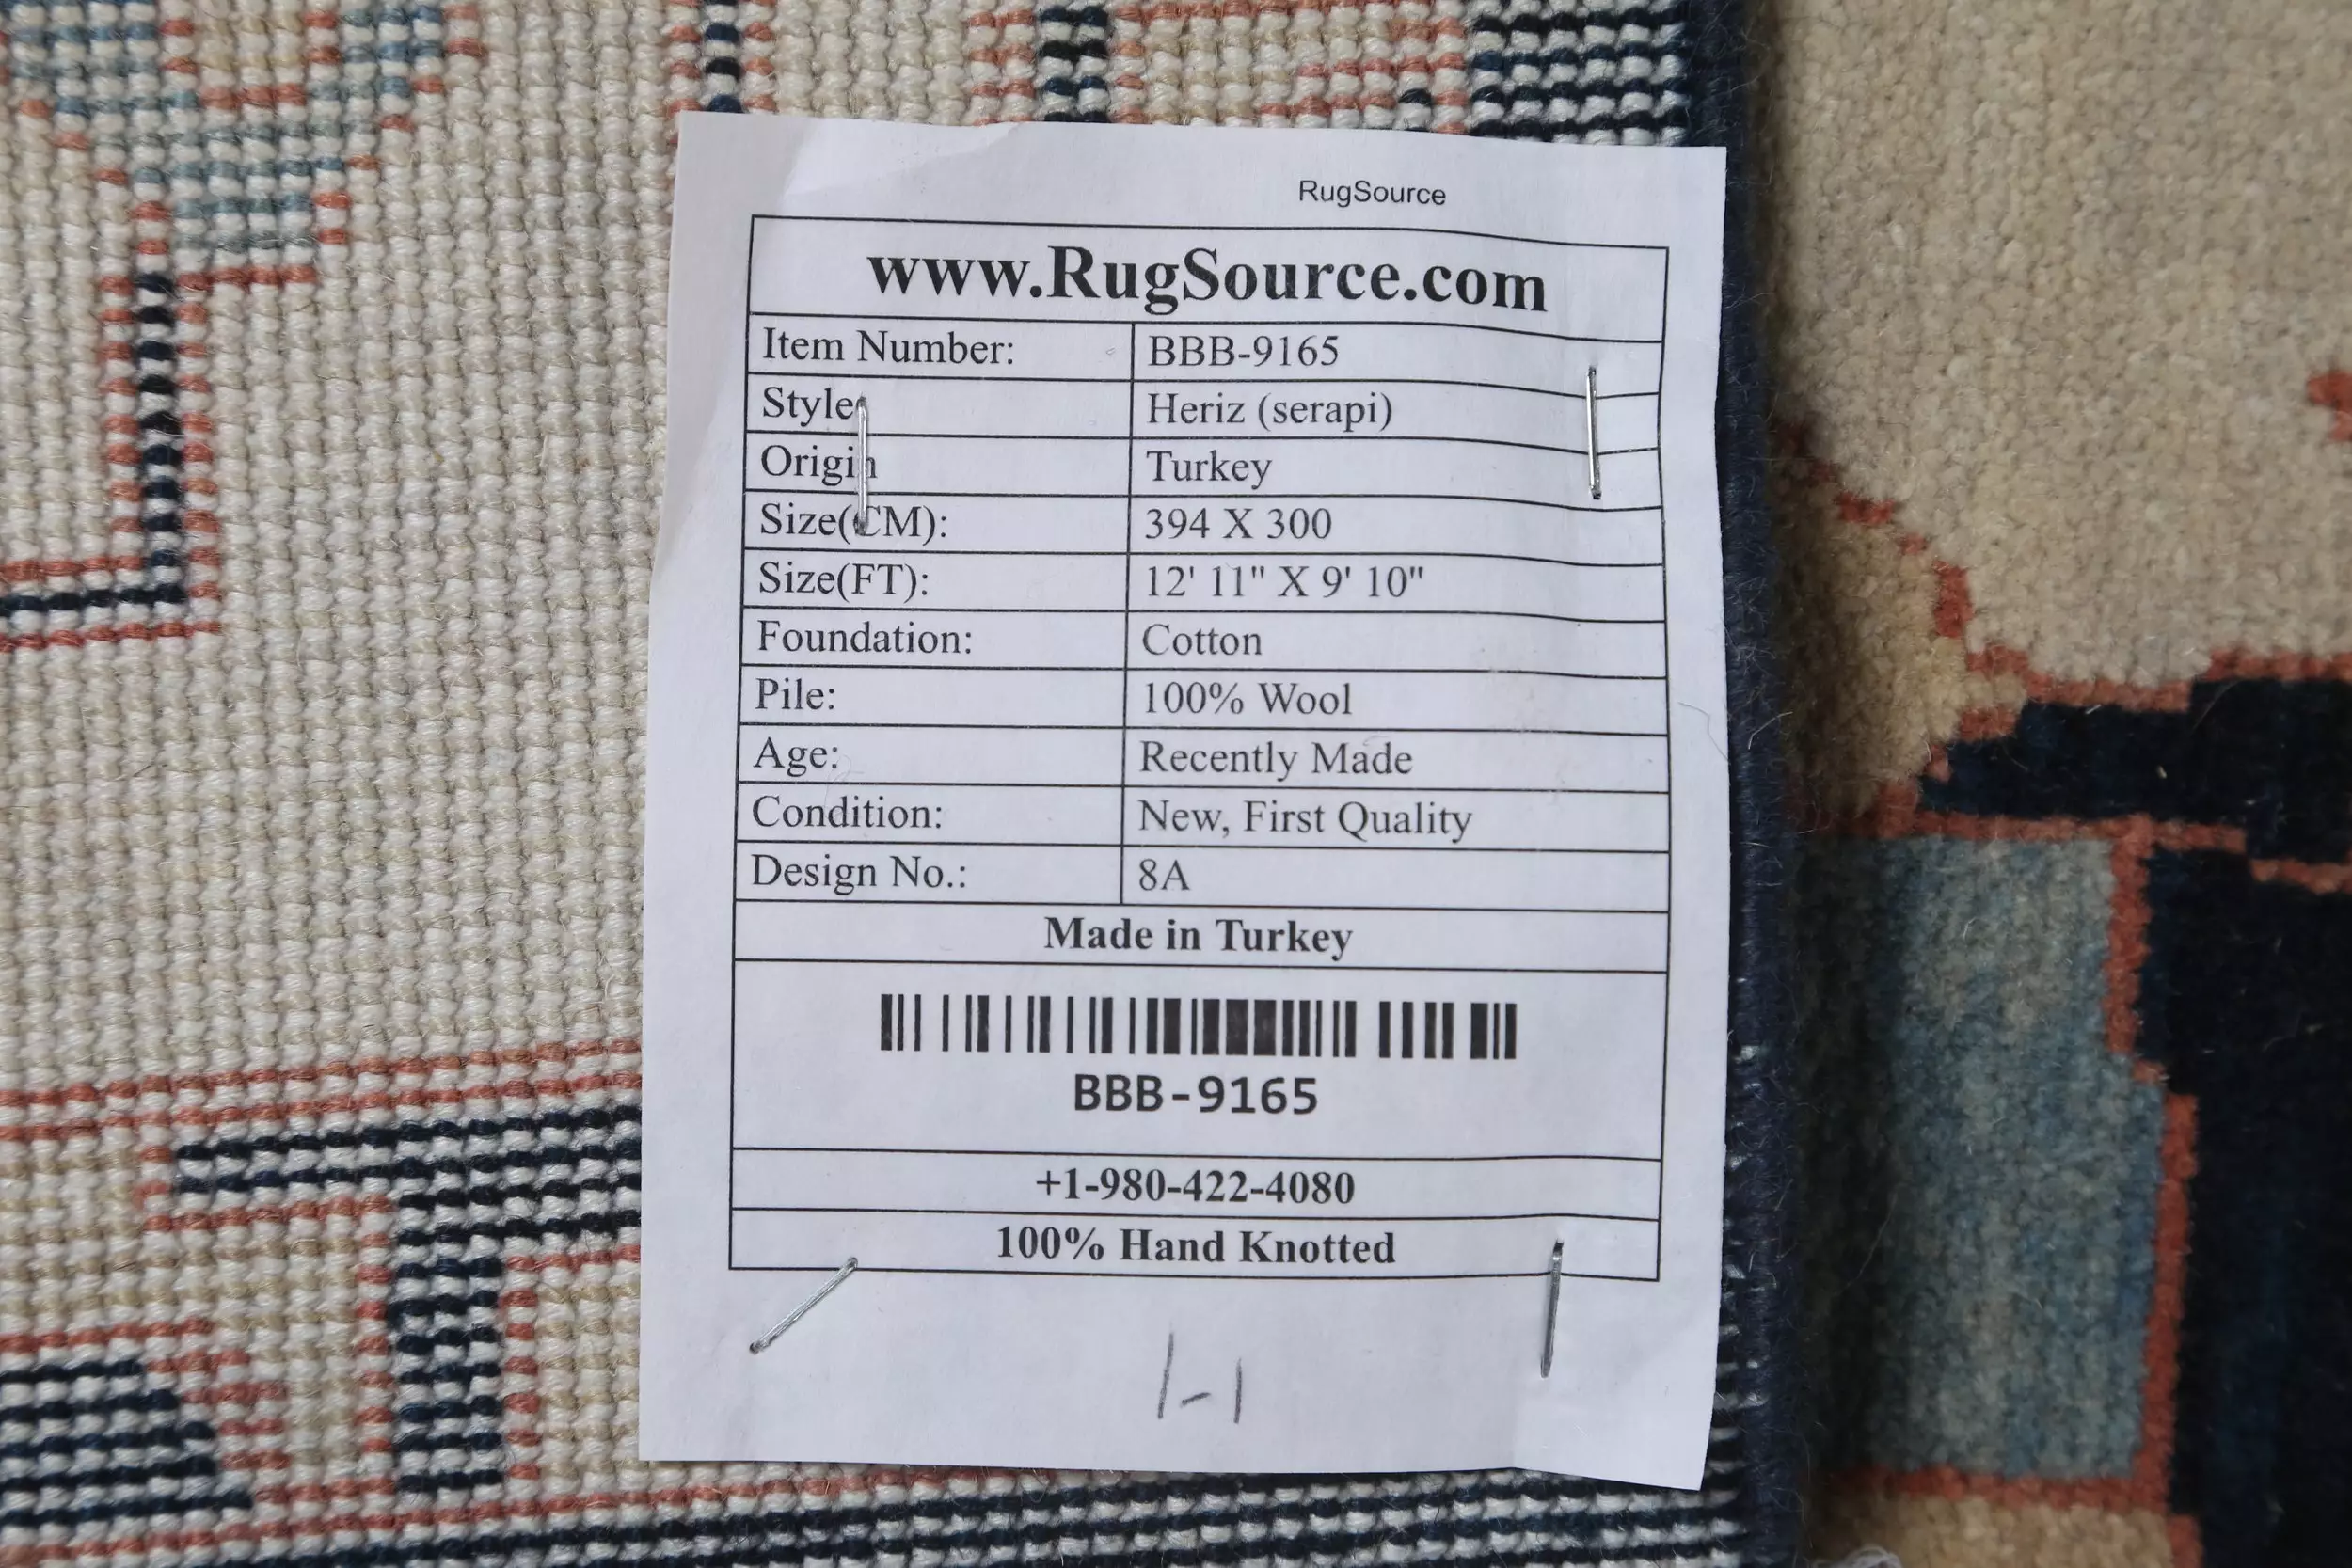 RugSource
www.RugSource.com
Item Number: BBB-9165
Style Heriz (serapi)
Origin Turkey
Size(CM): 394 X 300
Size(FT): 12' 11" X 9' 10"
Foundation: Cotton
Pile: 100% Wool
Age: Recently Made
Condition: New, First Quality
Design No.: 8A
Made in Turkey
BBB-9165
+1-980-422-4080
100% Hand Knotted
1-1